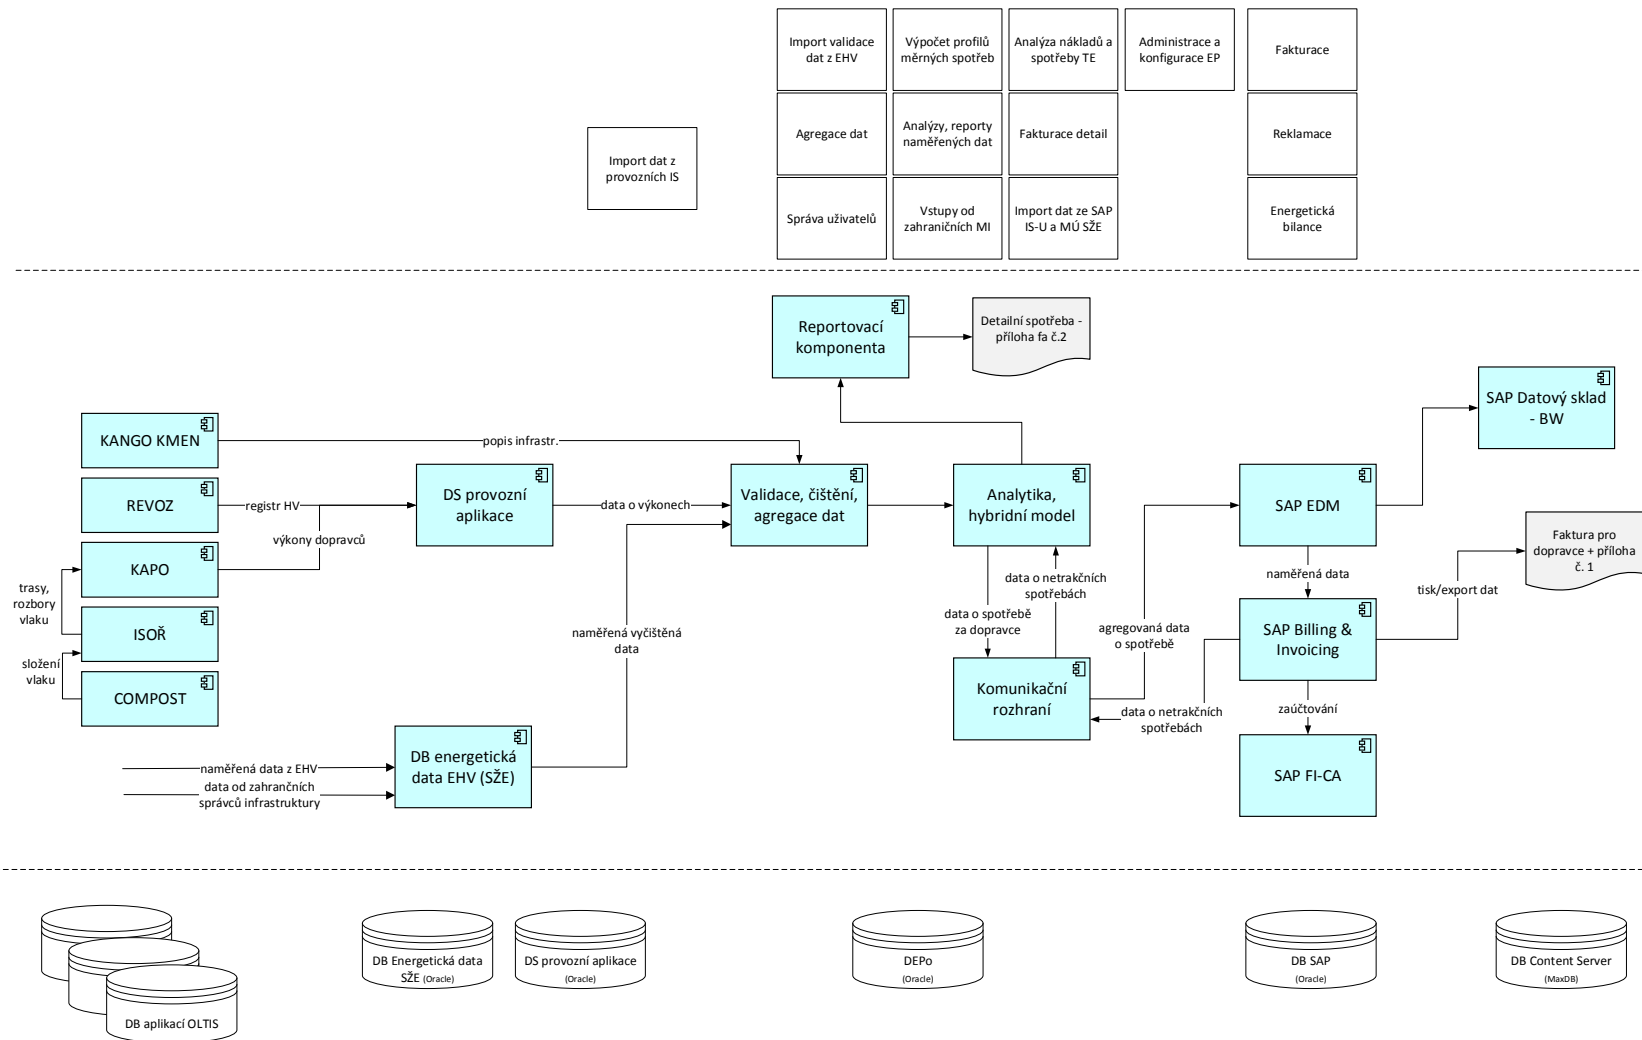 Import validace
dat z EHV
Výpočet profilů
měrných spotřeb
Analýza nákladů a
spotřeby TE
Administrace a
konfigurace EP
Fakturace
Agregace dat
Analýzy, reporty
naměřených dat
Fakturace detail
Reklamace
Import dat z
provozních IS
Správa uživatelů
Vstupy od
zahraničních MI
Import dat ze SAP
IS-U a MÚ SŽE
Energetická
bilance
Reportovací
komponenta
Detailní spotřeba -
příloha fa č.2
SAP Datový sklad
- BW
KANGO KMEN
popis infrastr.
REVOZ
registr HV
DS provozní
aplikace
data o výkonech
Validace, čištění,
agregace dat
Analytika,
hybridní model
SAP EDM
Faktura pro
dopravce + příloha
č. 1
výkony dopravců
KAPO
trasy,
rozbory
vlaku
ISOŘ
složení
vlaku
COMPOST
naměřená vyčištěná
data
data o netrakčních
spotřebách
data o spotřebě
za dopravce
agregovaná data
o spotřebě
naměřená data
tisk/export dat
SAP Billing &
Invoicing
Komunikační
rozhraní
data o netrakčních
spotřebách
zaúčtování
SAP FI-CA
naměřená data z EHV
data od zahrančních
správců infrastruktury
DB energetická
data EHV (SŽE)
DB aplikací OLTIS
DB Energetická data
SŽE (Oracle)
DS provozní aplikace
(Oracle)
DEPo
(Oracle)
DB SAP
(Oracle)
DB Content Server
(MaxDB)